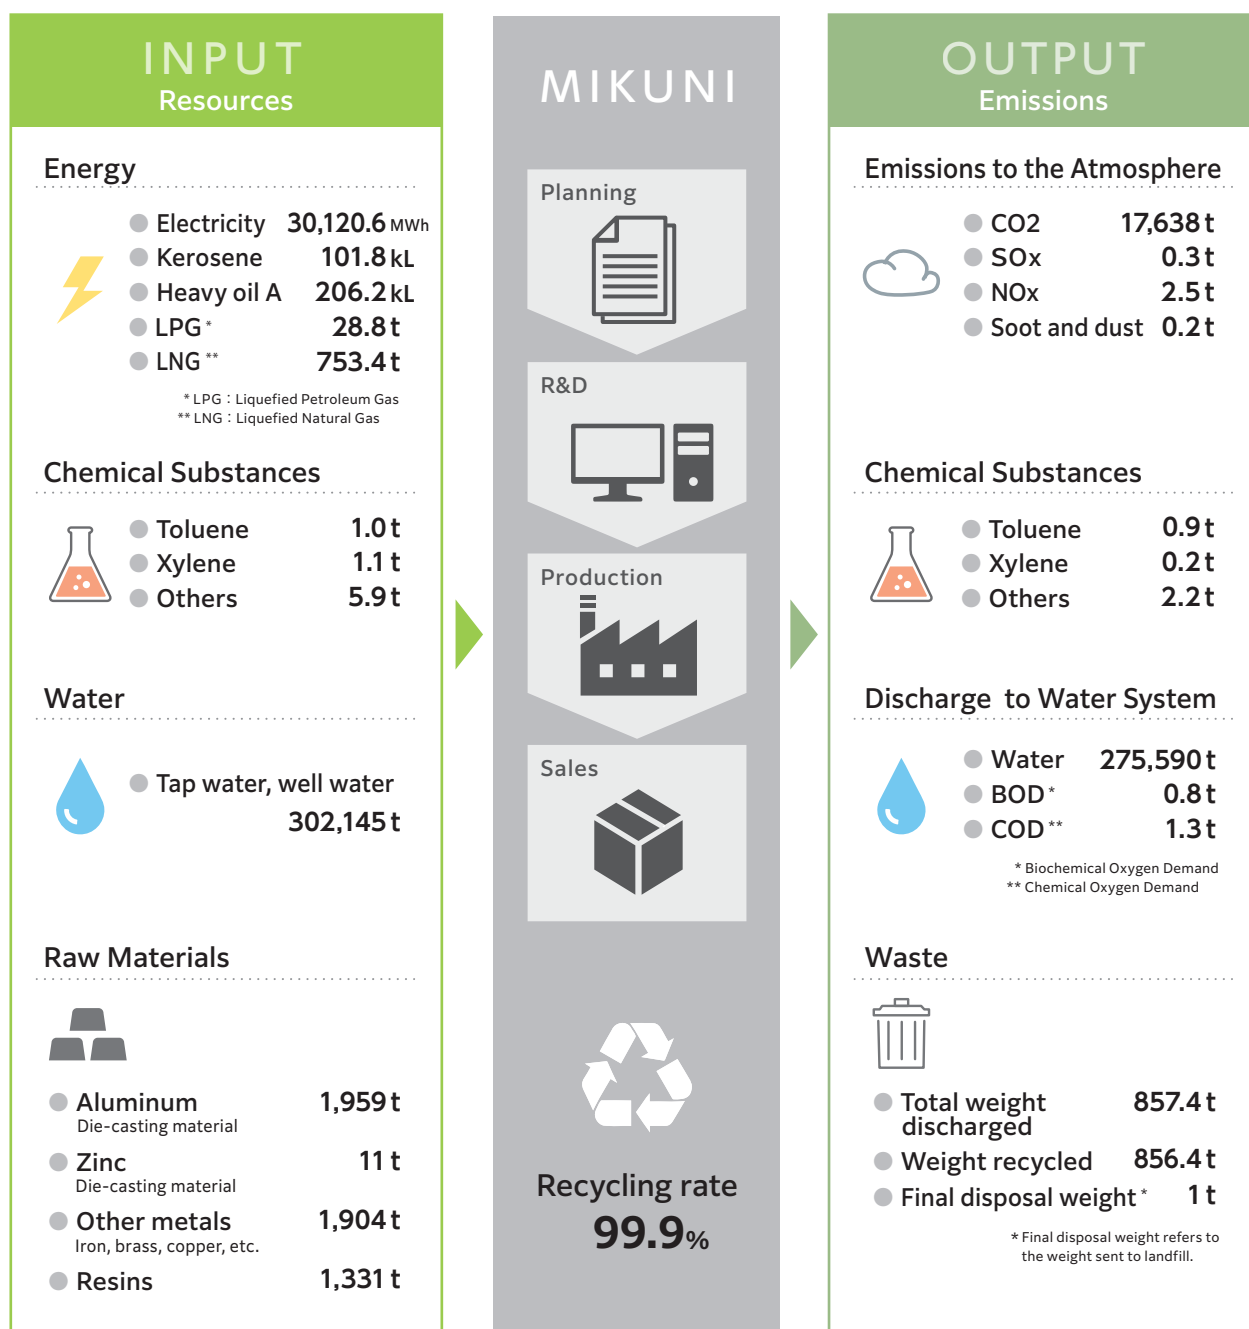 INPUT
Resources
Energy
Electricity 30,120.6 MWh
Kerosene 101.8 kL
Heavy oil A 206.2 kL
LPG * 28.8 t
LNG ** 753.4 t
* LPG : Liquefied Petroleum Gas
** LNG : Liquefied Natural Gas
Chemical Substances
Toluene 1.0 t
Xylene 1.1 t
Others 5.9 t
Water
Tap water, well water
302,145 t
Raw Materials
Aluminum 1,959 t
Die-casting material
Zinc 11 t
Die-casting material
Other metals 1,904 t
Iron, brass, copper, etc.
Resins 1,331 t
MIKUNI
Planning
R&D
Production
Sales
Recycling rate
99.9%
OUTPUT
Emissions
Emissions to the Atmosphere
CO2 17,638 t
SOx 0.3 t
NOx 2.5 t
Soot and dust 0.2 t
Chemical Substances
Toluene 0.9 t
Xylene 0.2 t
Others 2.2 t
Discharge to Water System
Water 275,590 t
BOD * 0.8 t
COD ** 1.3 t
* Biochemical Oxygen Demand
** Chemical Oxygen Demand
Waste
Total weight 857.4 t
discharged
Weight recycled 856.4 t
Final disposal weight * 1 t
* Final disposal weight refers to
the weight sent to landfill.